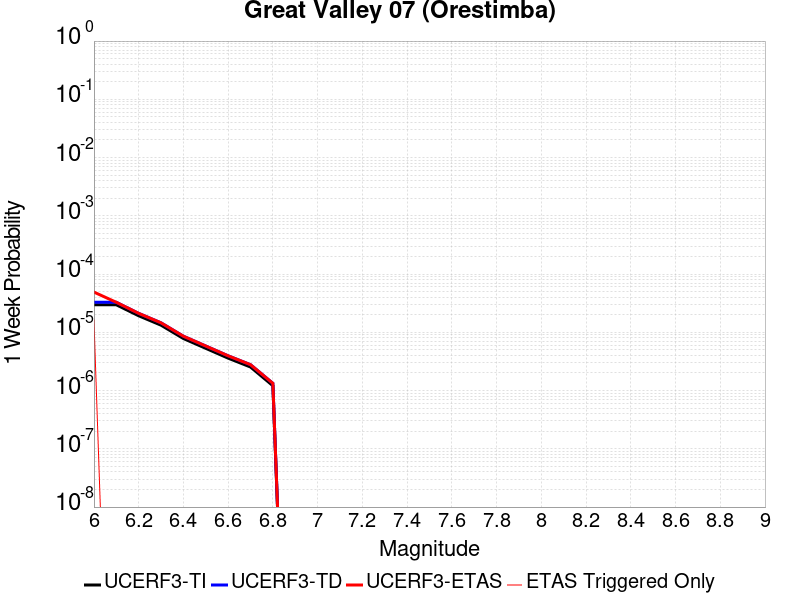 Great Valley 07 (Orestimba)
10^0
10^-1
10^-2
10^-3
10^-4
10^-5
10^-6
10^-7
10^-8
1 Week Probability
6 6.2 6.4 6.6 6.8 7 7.2 7.4 7.6 7.8 8 8.2 8.4 8.6 8.8 9
Magnitude
UCERF3-TI UCERF3-TD UCERF3-ETAS ETAS Triggered Only